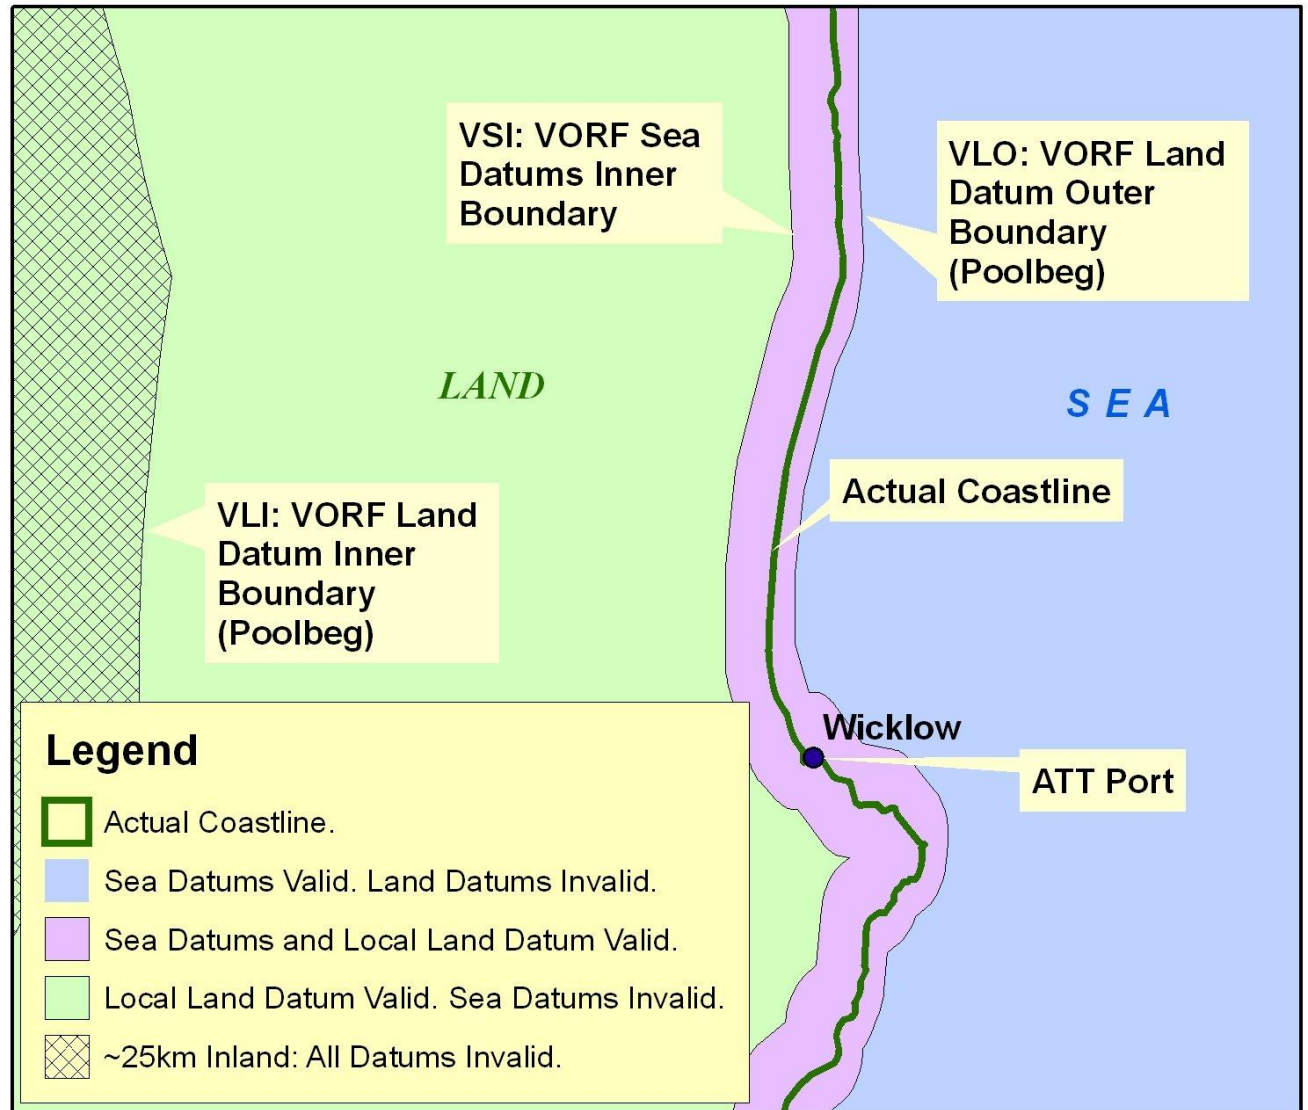 VSI: VORF Sea
Datums Inner
Boundary
VLO: VORF Land
Datum Outer
Boundary
(Poolbeg)
LAND
SEA
Actual Coastline
VLI: VORF Land
Datum Inner
Boundary
(Poolbeg)
Wicklow
ATT Port
Legend
Actual Coastline.
Sea Datums Valid. Land Datums Invalid.
Sea Datums and Local Land Datum Valid.
Local Land Datum Valid. Sea Datums Invalid.
~25km Inland: All Datums Invalid.